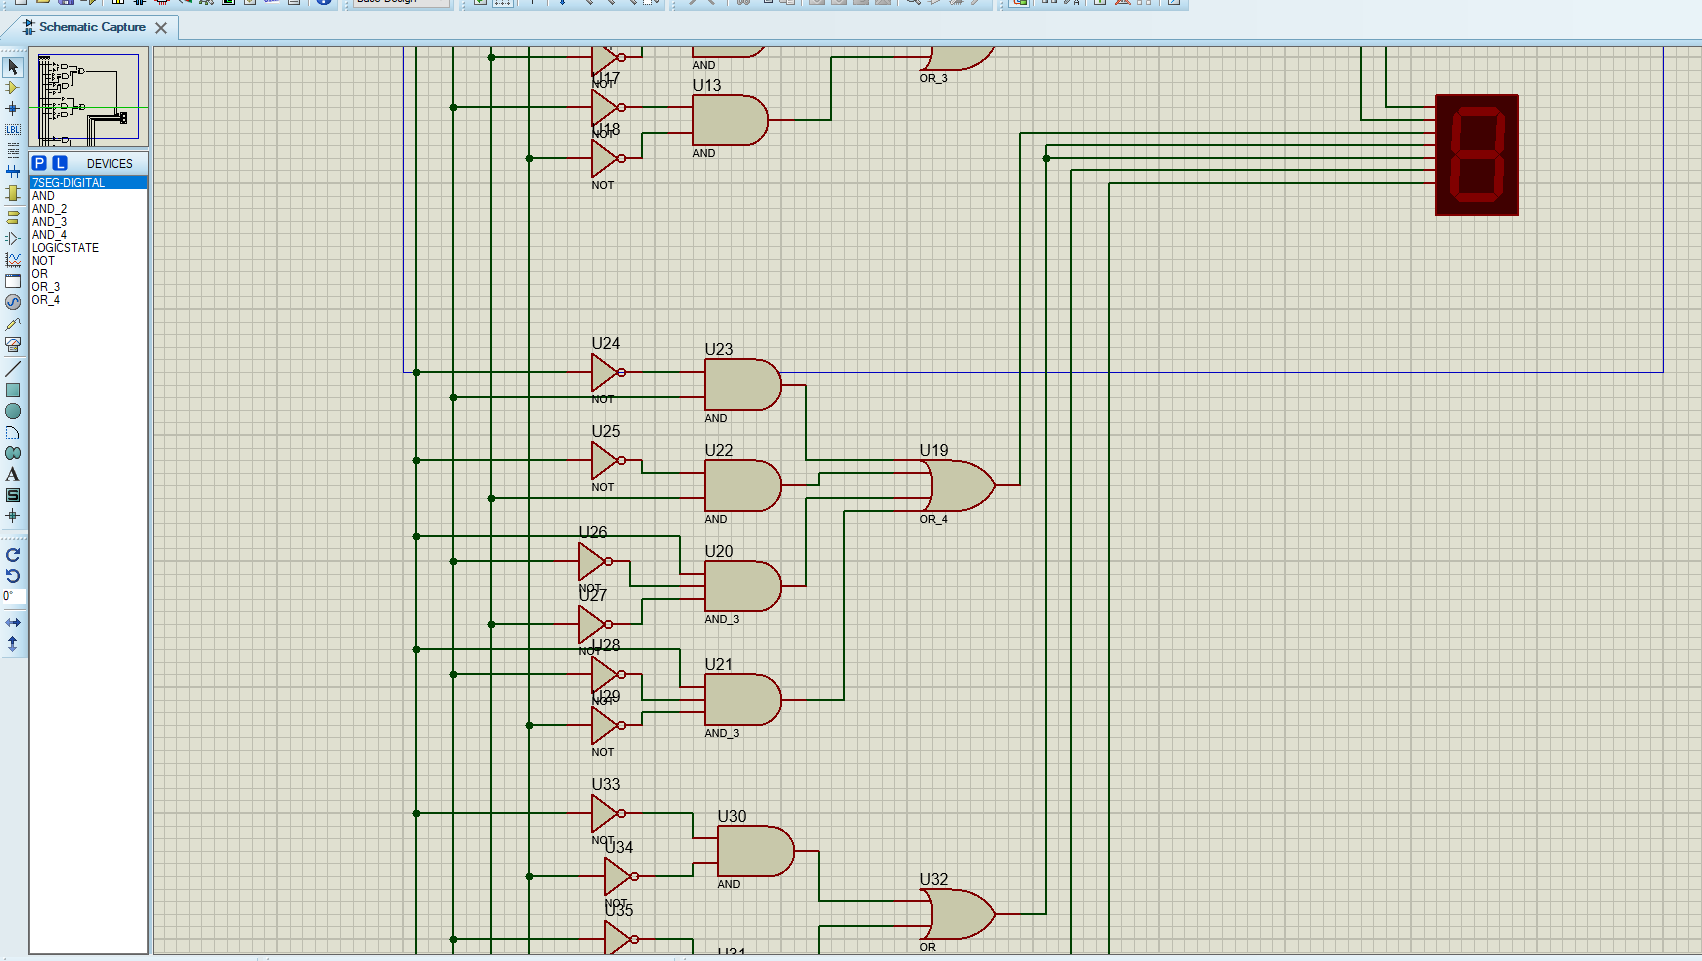 Schematic Capture
P L DEVICES
7SEG-DIGITAL
AND
AND_2
AND_3
AND_4
LOGICSTATE
NOT
OR
OR_3
OR_4
LBL
A
S
0°
AND
OR_3
NOT
U17
U13
NOT
U18
AND
NOT
U24
U23
NOT
AND
U25
U22
U19
NOT
AND
OR_4
U26
U20
NOT
U27
AND_3
U28
NOT
U21
U29
NOT
AND_3
NOT
U33
U30
NOT
U34
AND
U32
NOT
U35
OR
U31